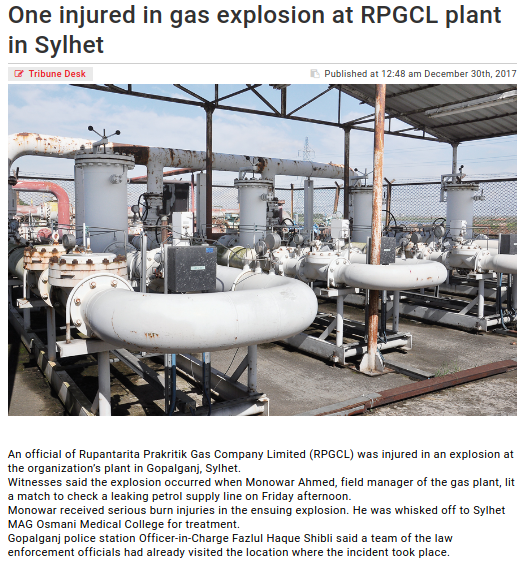 One injured in gas explosion at RPGCL plant
in Sylhet
Tribune Desk
Published at 12:48 am December 30th, 2017
An official of Rupantarita Prakritik Gas Company Limited (RPGCL) was injured in an explosion at
the organization’s plant in Gopalganj, Sylhet.
Witnesses said the explosion occurred when Monowar Ahmed, field manager of the gas plant, lit
a match to check a leaking petrol supply line on Friday afternoon.
Monowar received serious burn injuries in the ensuing explosion. He was whisked off to Sylhet
MAG Osmani Medical College for treatment.
Gopalganj police station Officer-in-Charge Fazlul Haque Shibli said a team of the law
enforcement officials had already visited the location where the incident took place.